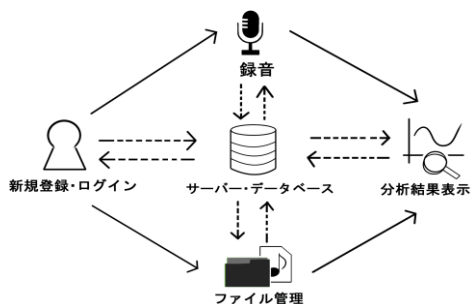 録音
新規登録・ログイン
サーバー・データベース
分析結果表示
ファイル管理